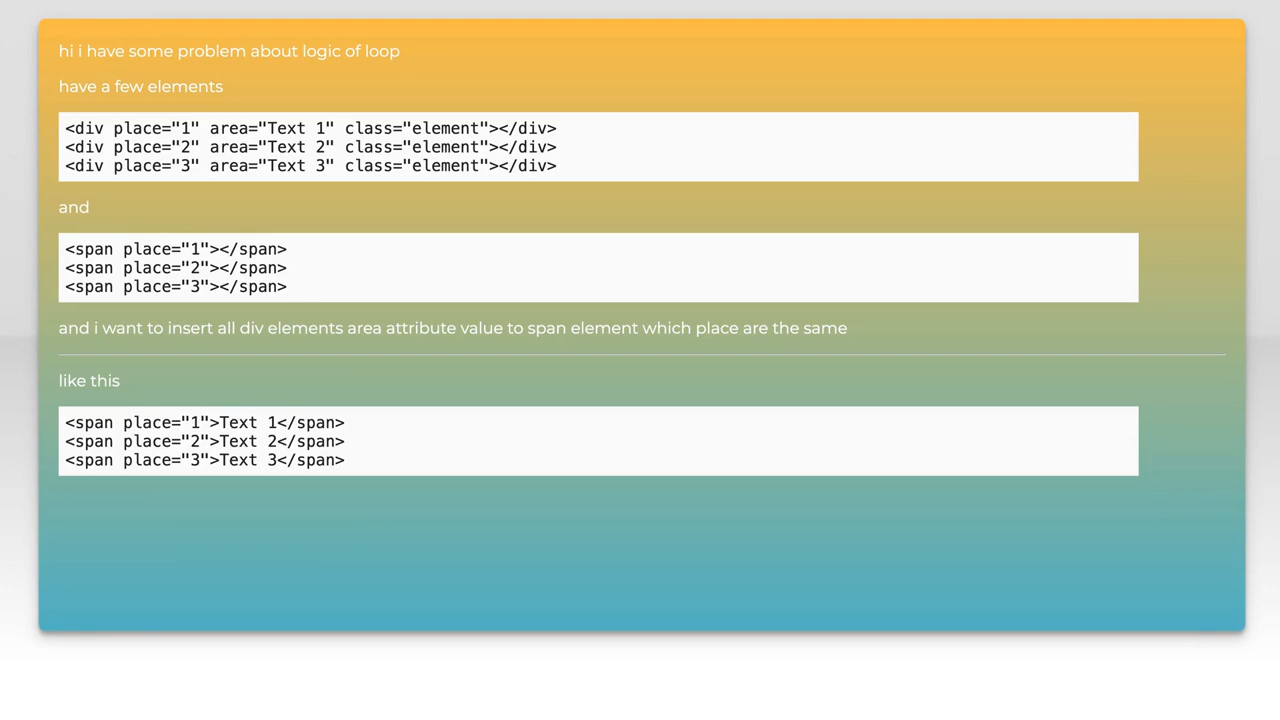 hi i have some problem about logic of loop
have a few elements
<div place="1" area="Text 1" class="element"></div>
<div place="2" area="Text 2" class="element"></div>
<div place="3" area="Text 3" class="element"></div>
and
<span place="1"></span>
<span place="2"></span>
<span place="3"></span>
and i want to insert all div elements area attribute value to span element which place are the same
like this
<span place="1">Text 1</span>
<span place="2">Text 2</span>
<span place="3">Text 3</span>